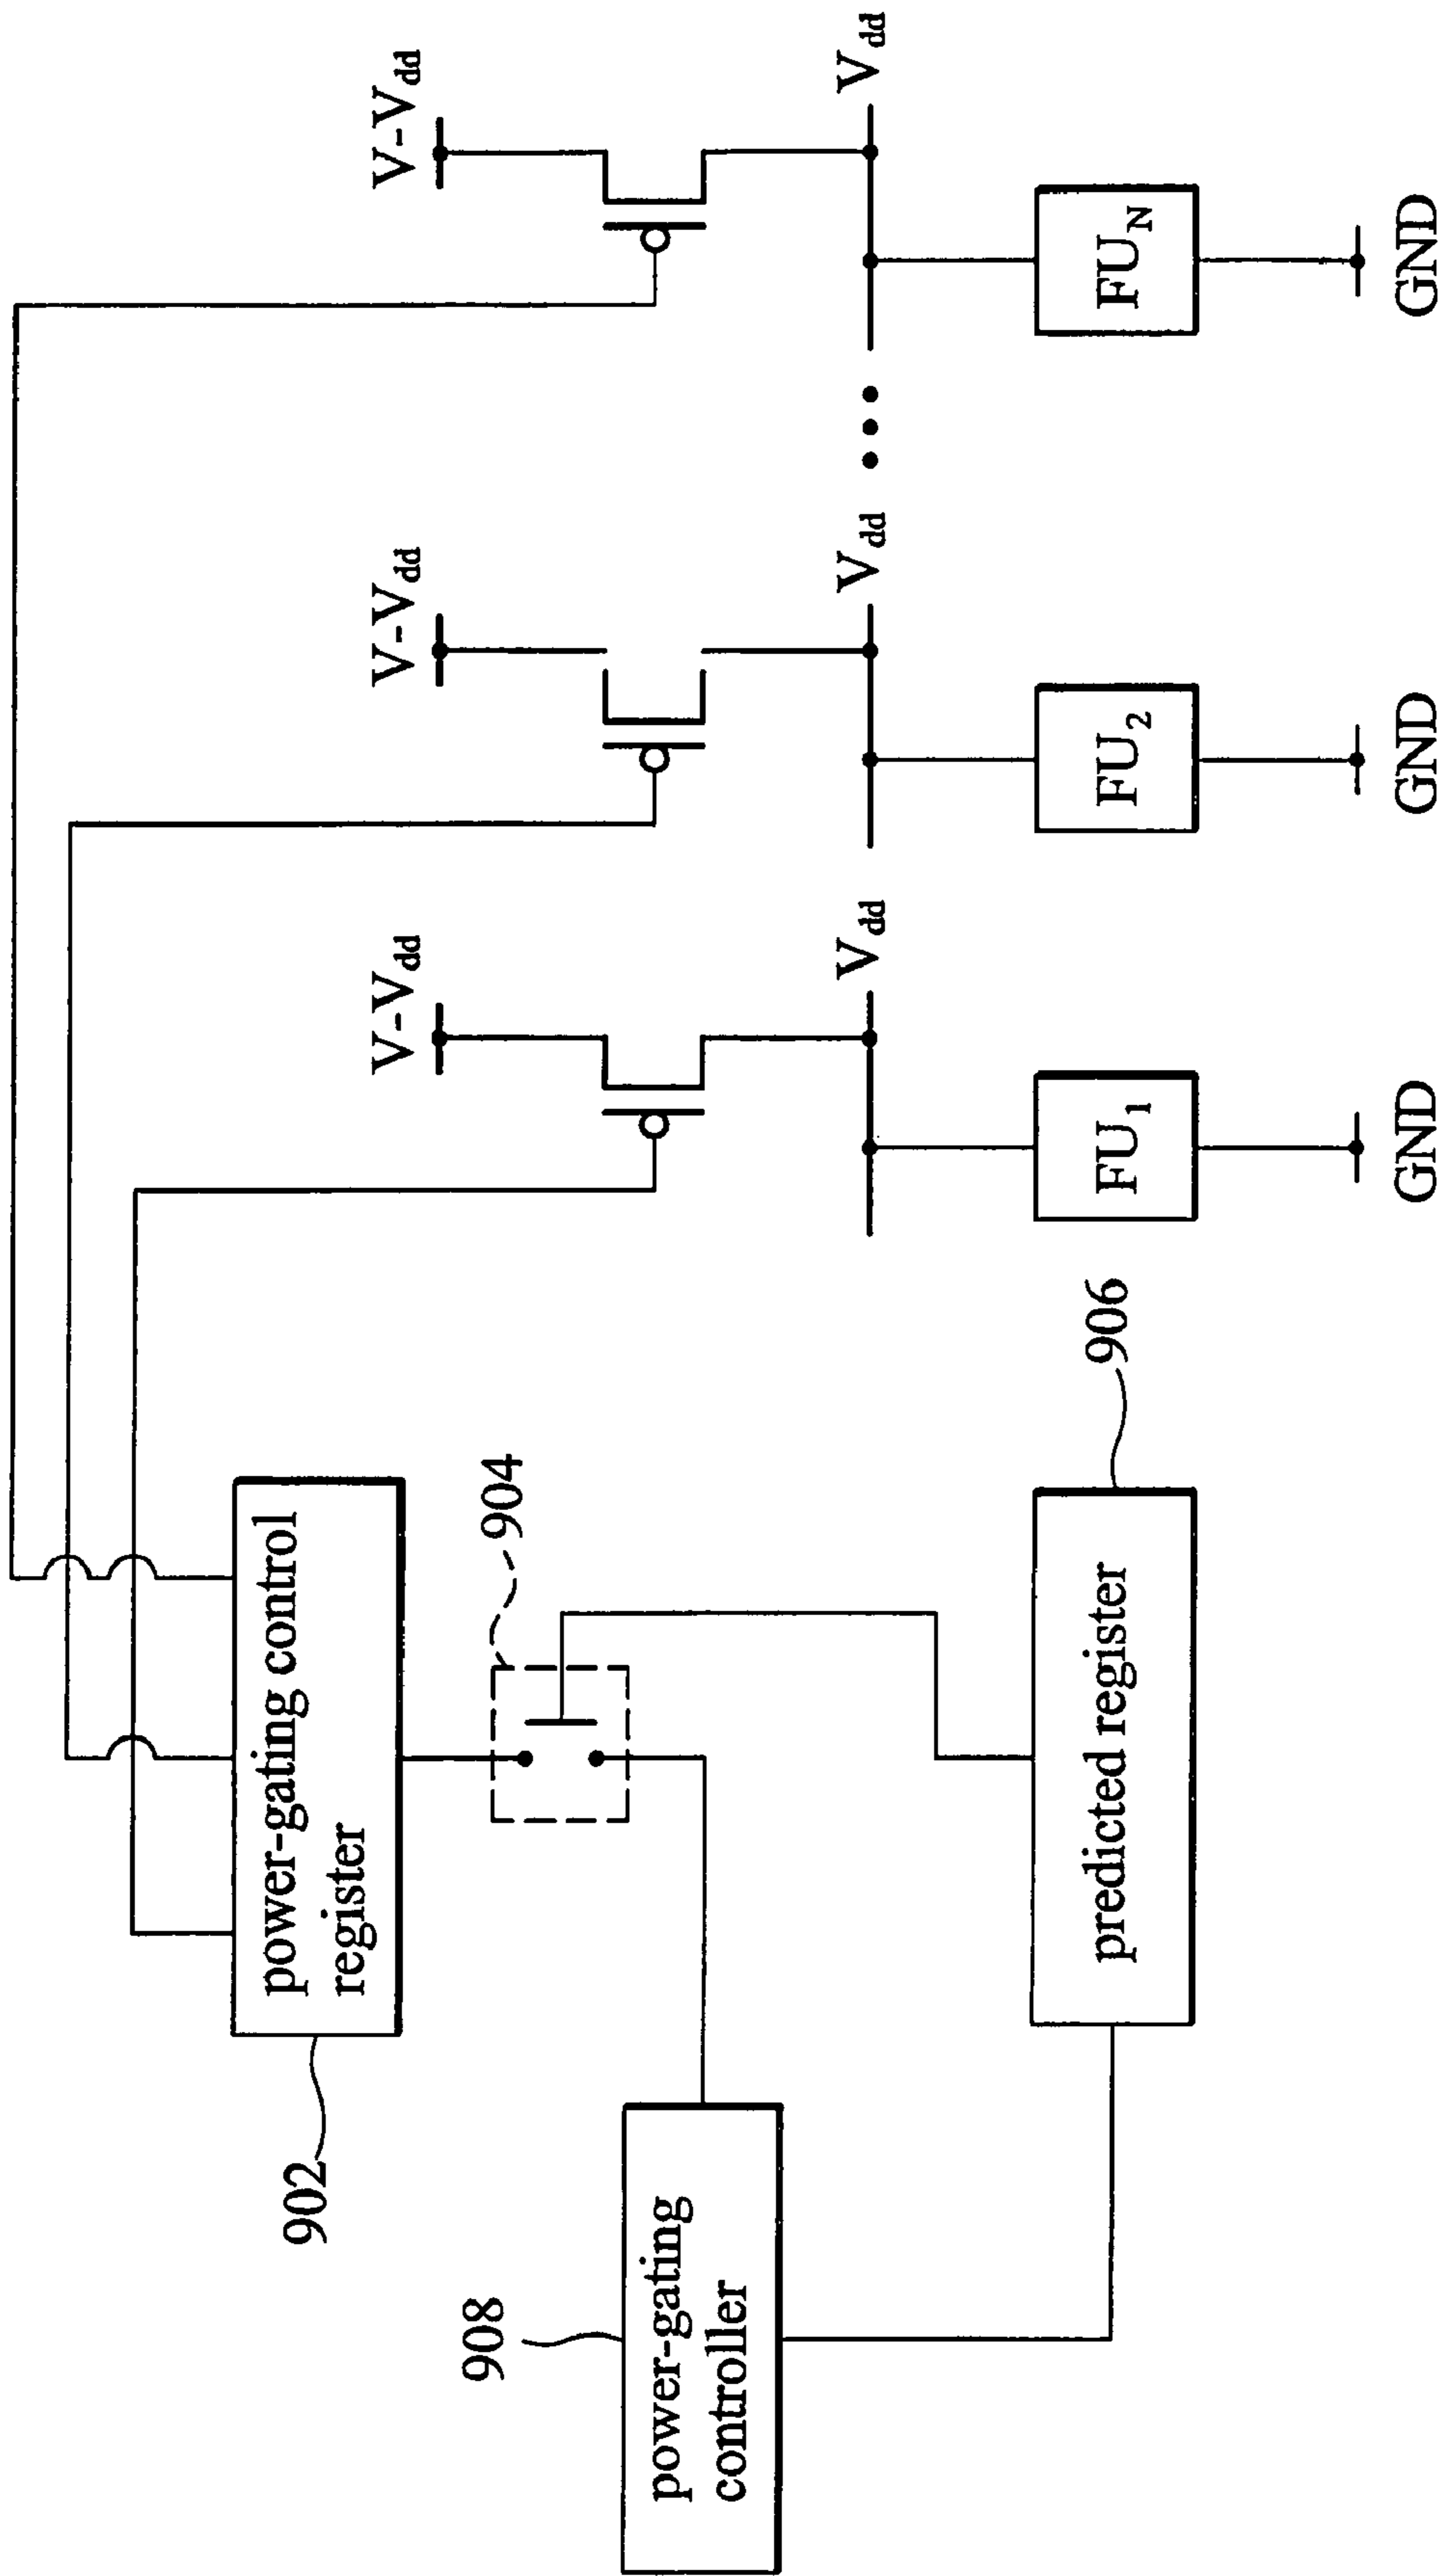 V-Vdd
V-Vdd
V-Vdd
power-gating control
register
902
904
908
power-gating
controller
Vdd
Vdd
Vdd
906
predicted register
FU1
FU2
FUN
GND
GND
GND